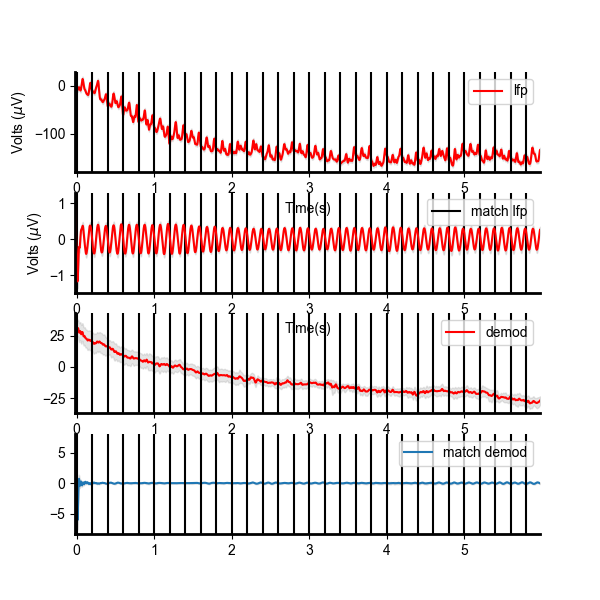 0
−100
Volts (μV)
lfp
0 1 2 3 4 5
Time(s)
1
0
−1
Volts (μV)
match lfp
0 1 2 3 4 5
Time(s)
25
0
−25
demod
0 1 2 3 4 5
5
0
−5
match demod
0 1 2 3 4 5